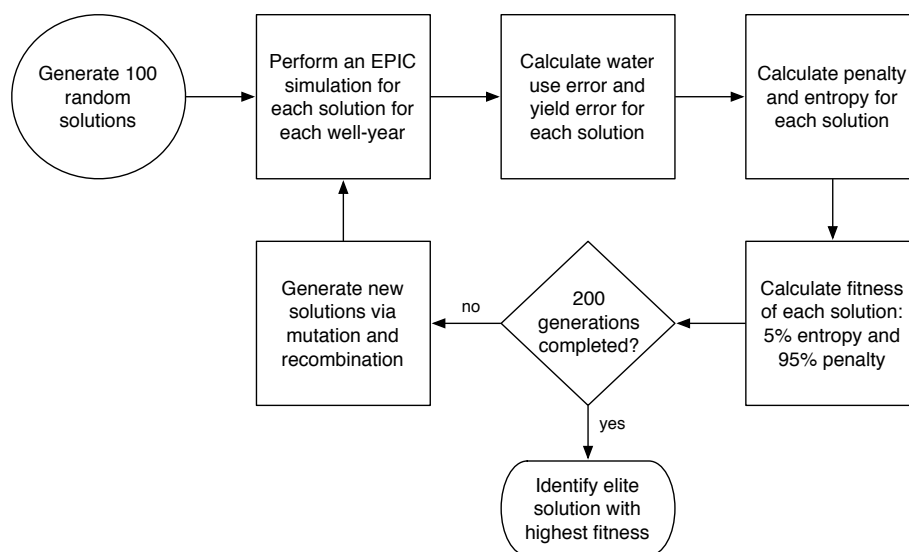 Generate 100
random
solutions
Perform an EPIC
simulation for
each solution for
each well-year
Calculate water
use error and
yield error for
each solution
Calculate penalty
and entropy for
each solution
Calculate fitness
of each solution:
5% entropy and
95% penalty
200
generations
completed?
no
Generate new
solutions via
mutation and
recombination
yes
Identify elite
solution with
highest fitness